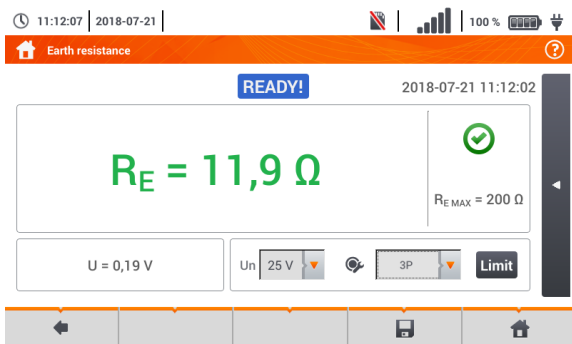 11:12:07 2018-07-21 100 %
Earth resistance
READY! 2018-07-21 11:12:02
RE = 11,9 Ω
RE MAX = 200 Ω
U = 0,19 V
Un 25 V 3P Limit